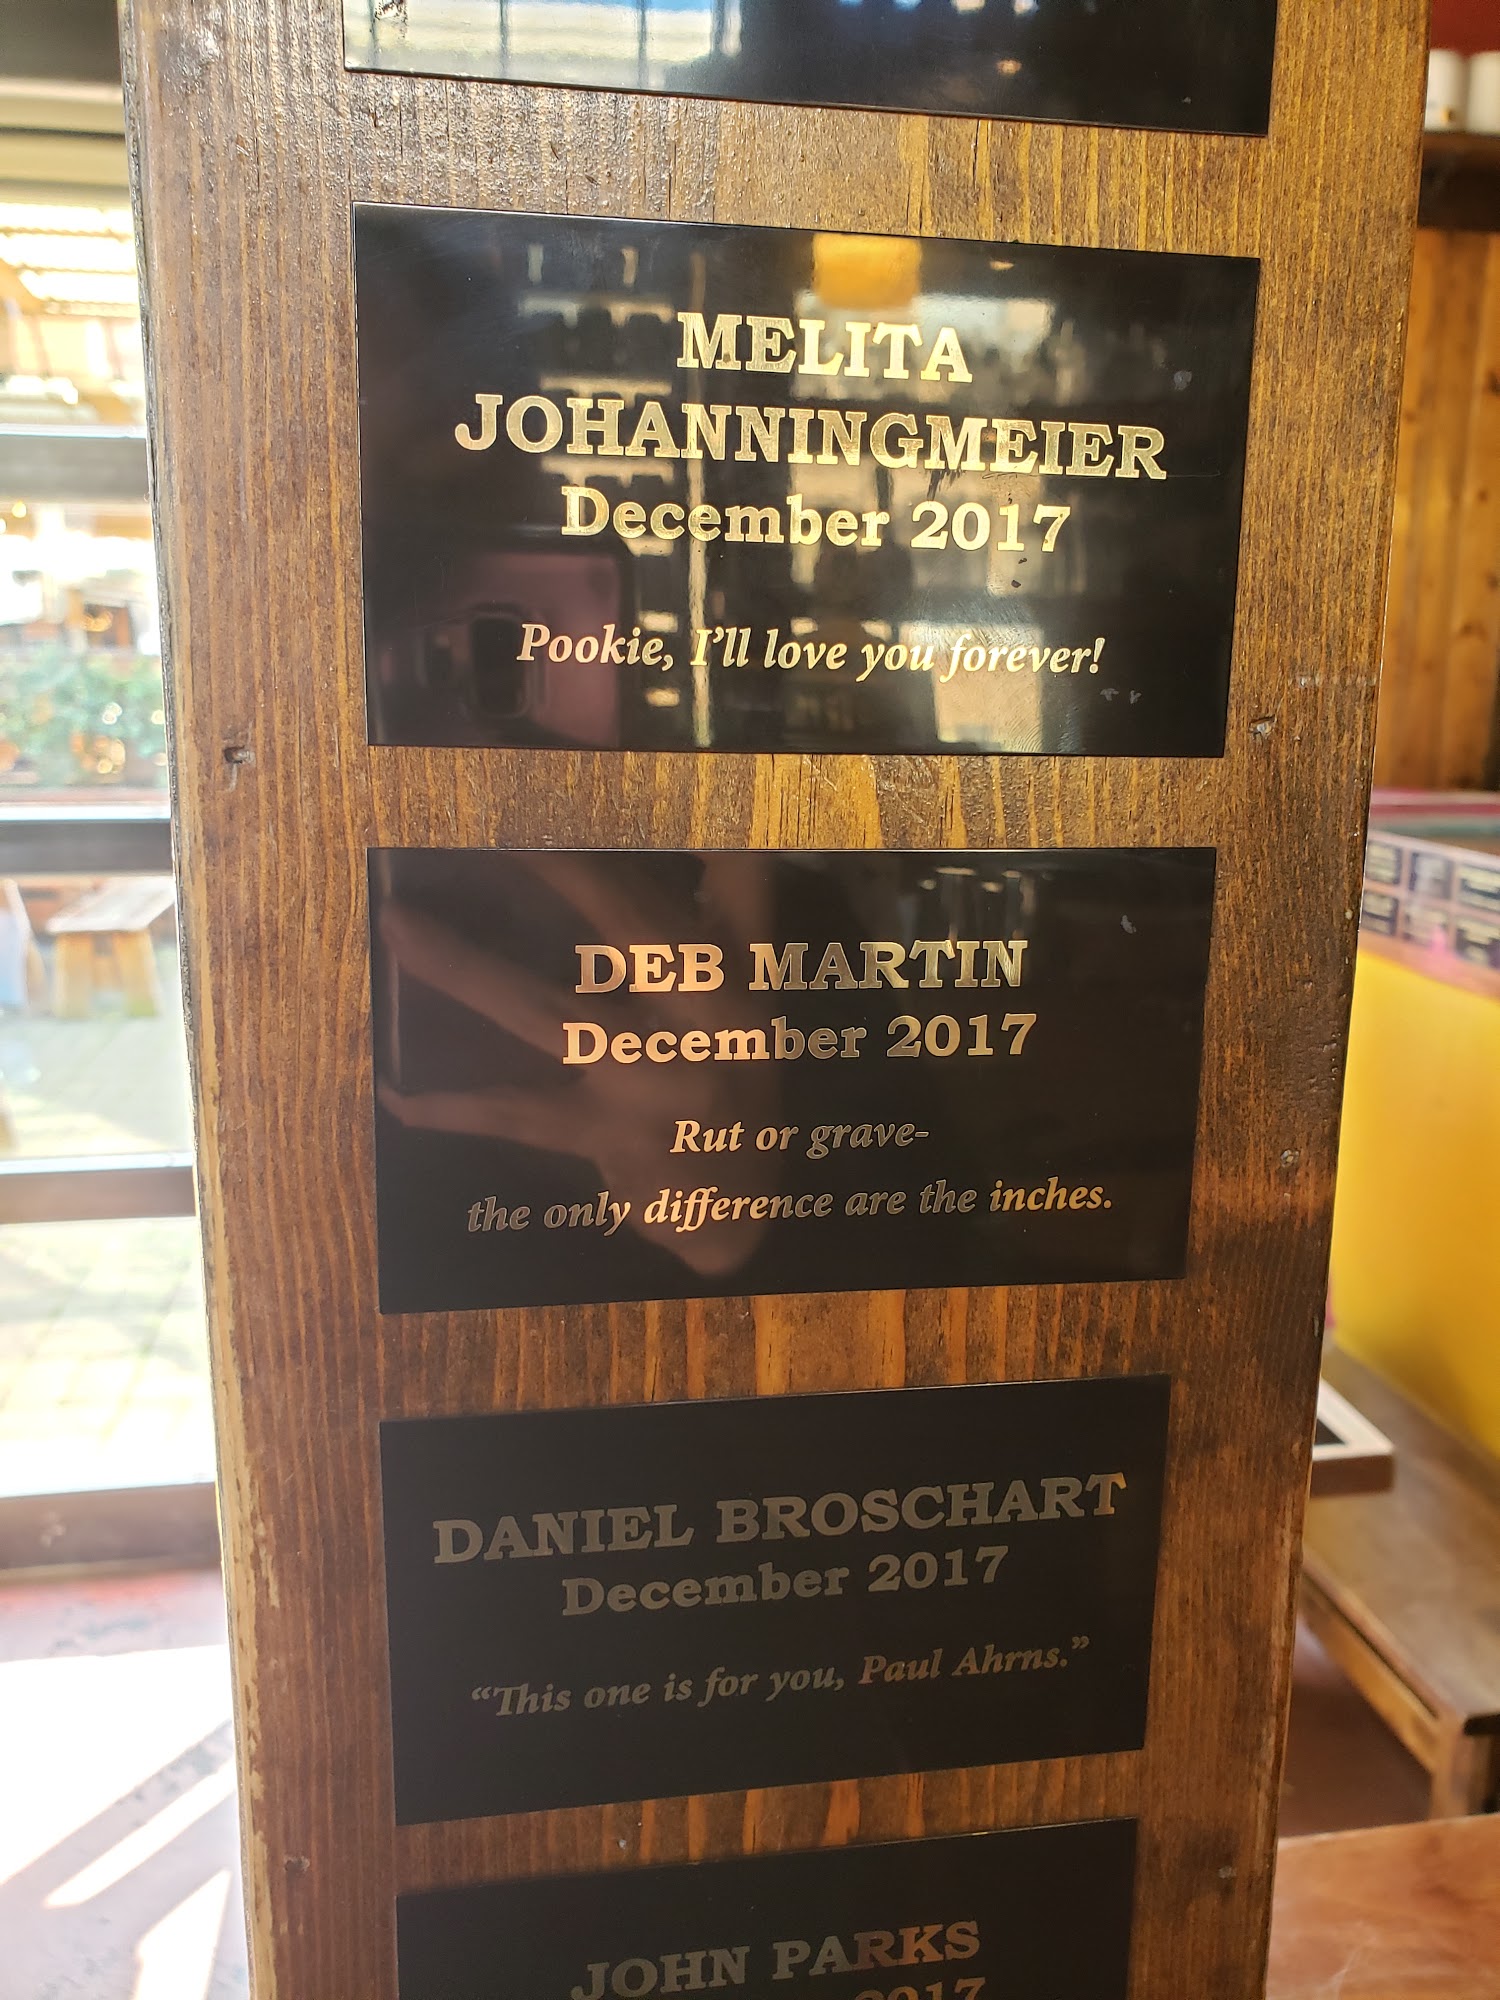 MELITA
JOHANNINGMEIER
December 2017
Pookie, I'll love you forever!
DEB MARTIN
December 2017
Rut or grave-
the only difference are the inches.
DANIEL BROSCHART
December 2017
“This one is for you, Paul Ahrns.”
JOHN PARKS
2017